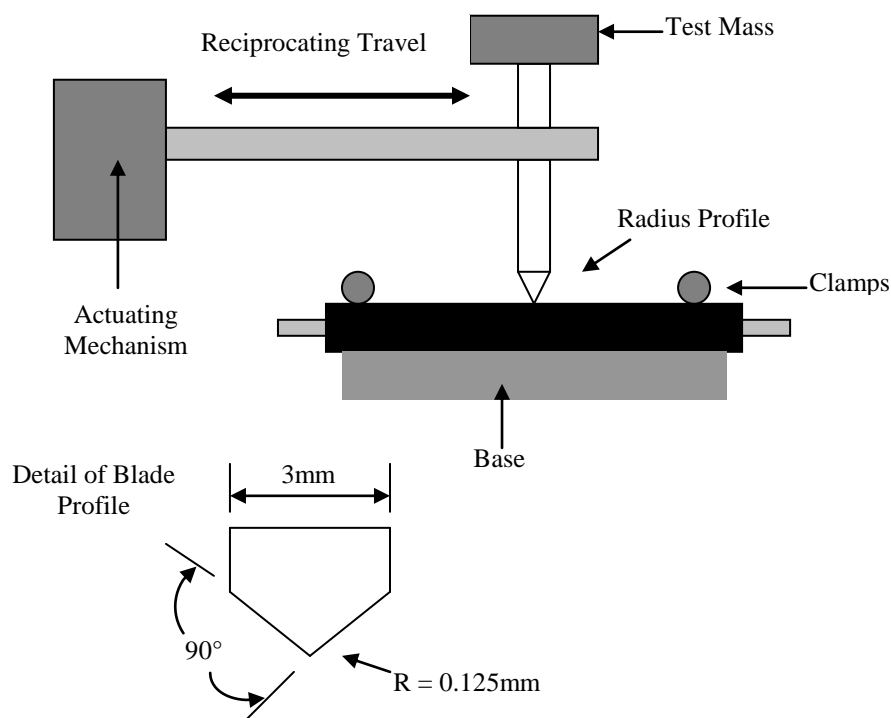 Test Mass
Reciprocating Travel
Radius Profile
Clamps
Actuating
Mechanism
Base
Detail of Blade
Profile
3mm
90°
R = 0.125mm